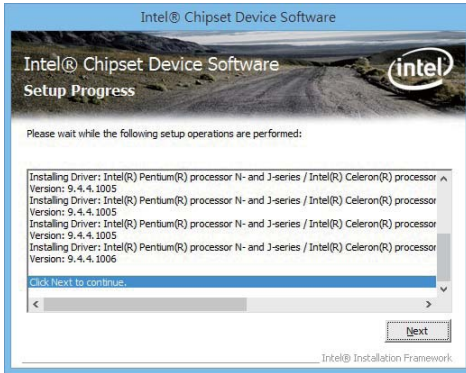 Intel® Chipset Device Software
Intel® Chipset Device Software
Setup Progress
intel
Please wait while the following setup operations are performed:
Installing Driver: Intel(R) Pentium(R) processor N- and J-series / Intel(R) Celeron(R) processor
Version: 9.4.4.1005
Installing Driver: Intel(R) Pentium(R) processor N- and J-series / Intel(R) Celeron(R) processor
Version: 9.4.4.1005
Installing Driver: Intel(R) Pentium(R) processor N- and J-series / Intel(R) Celeron(R) processor
Version: 9.4.4.1005
Installing Driver: Intel(R) Pentium(R) processor N- and J-series / Intel(R) Celeron(R) processor
Version: 9.4.4.1006
Click Next to continue.
Next
Intel® Installation Framework